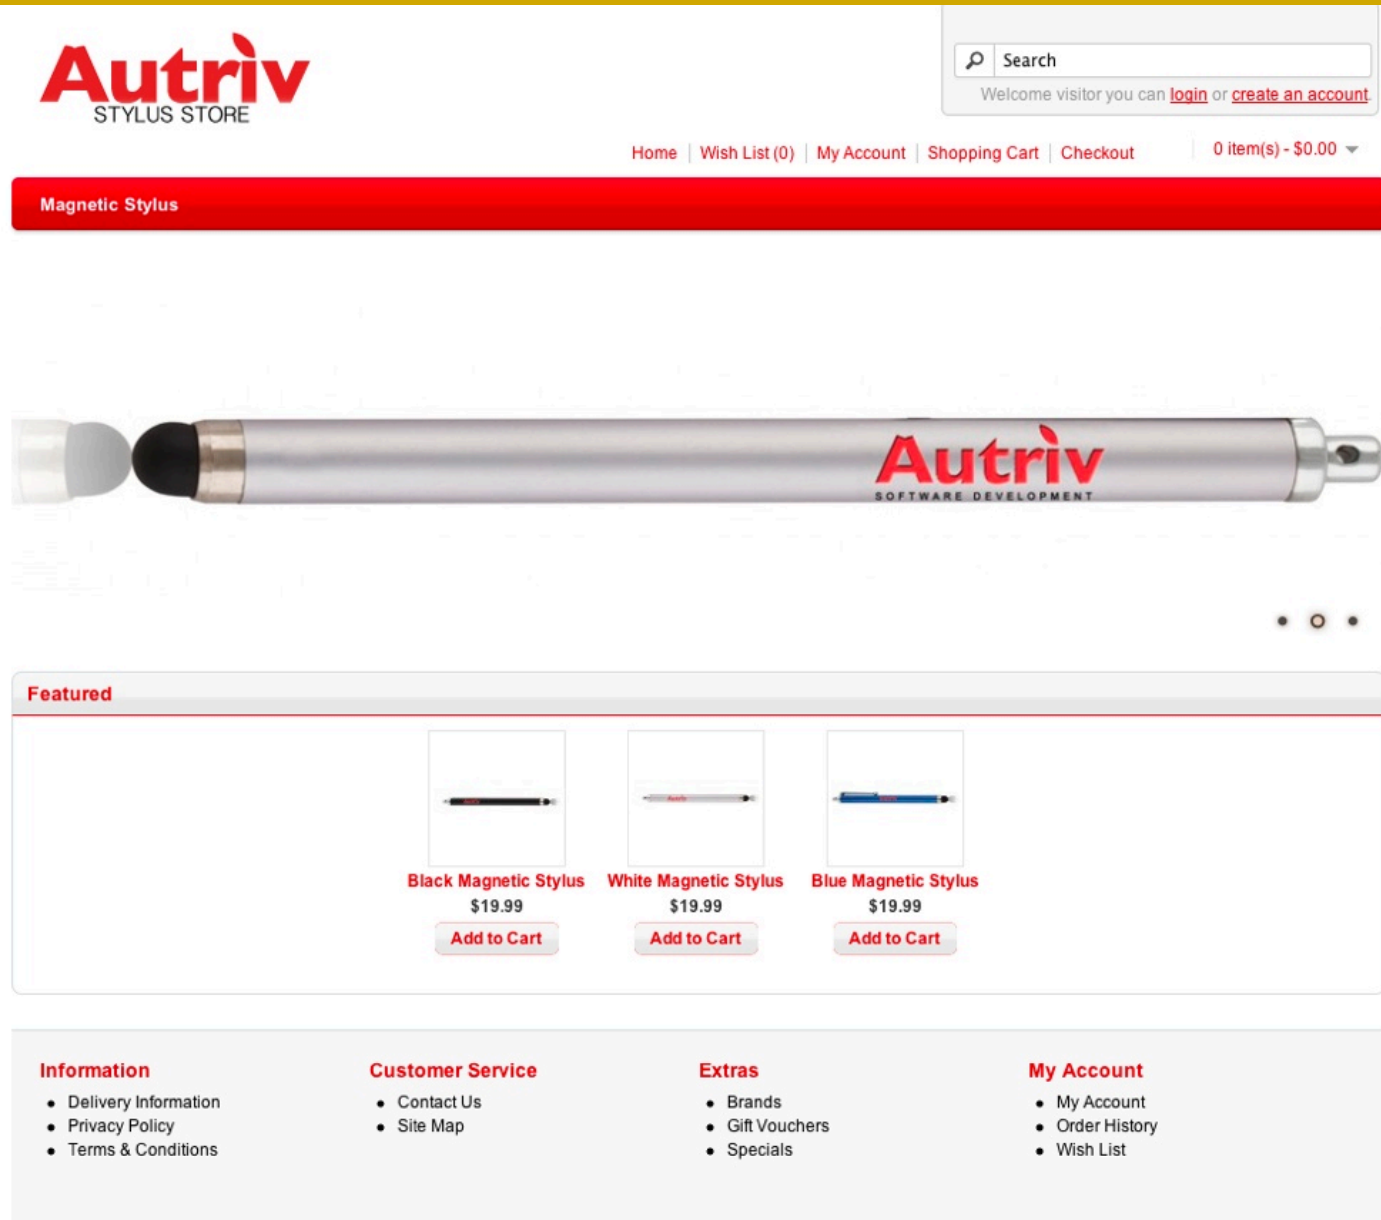 Autriv
STYLUS STORE
Search
Welcome visitor you can login or create an account.
Home | Wish List (0) | My Account | Shopping Cart | Checkout
0 item(s) - $0.00
Magnetic Stylus
Autriv
SOFTWARE DEVELOPMENT
Featured
Black Magnetic Stylus
$19.99
Add to Cart
White Magnetic Stylus
$19.99
Add to Cart
Blue Magnetic Stylus
$19.99
Add to Cart
Information
Delivery Information
Privacy Policy
Terms & Conditions
Customer Service
Contact Us
Site Map
Extras
Brands
Gift Vouchers
Specials
My Account
My Account
Order History
Wish List